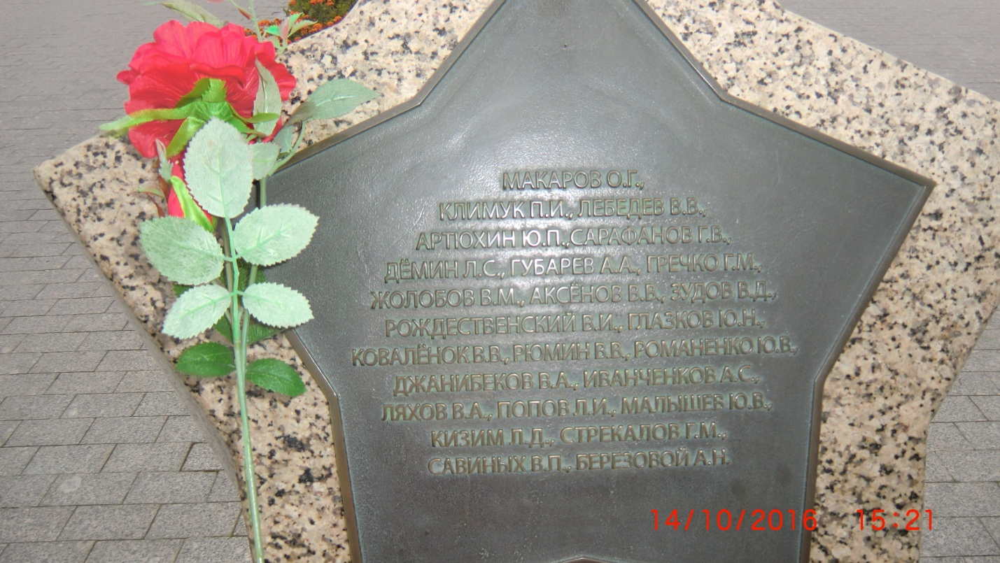 МАКАРОВ О.Г.,
КЛИМУК П.И., ЛЕБЕДЕВ В.В.,
АРТЮХИН Ю.П.,САРАФАНОВ Г.В.,
ДЁМИН Л.С., ГУБАРЕВ А.А., ГРЕЧКО Г.М.,
ЖОЛОБОВ В.М., АКСЁНОВ В.В., ЗУДОВ В.Д.,
РОЖДЕСТВЕНСКИЙ В.И., ГЛАЗКОВ Ю.Н.,
КОВАЛЁНОК В.В., РЮМИН В.В., РОМАНЕНКО Ю.В.,
ДЖАНИБЕКОВ В.А., ИВАНЧЕНКОВ А.С.,
ЛЯХОВ В.А., ПОПОВ Л.И., МАЛЫШЕВ Ю.В.,
КИЗИМ Л.Д., СТРЕКАЛОВ Г.М.,
САВИНЫХ В.П., БЕРЕЗОВОЙ А.Н.
14/10/2016 15:21